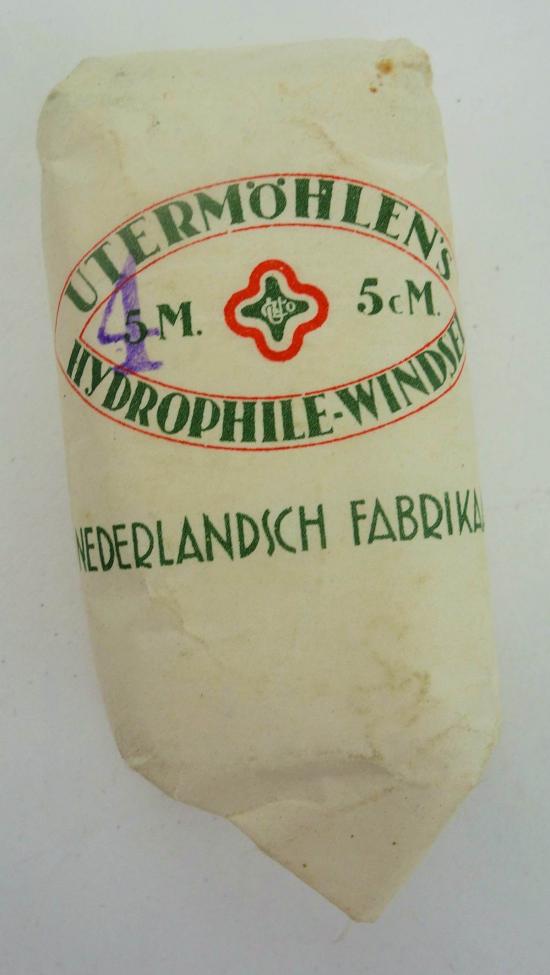 UTERMÖHLEN'S
4
5 M.
5 cM.
HYDROPHILE-WINDSEL
NEDERLANDSCH FABRIKA